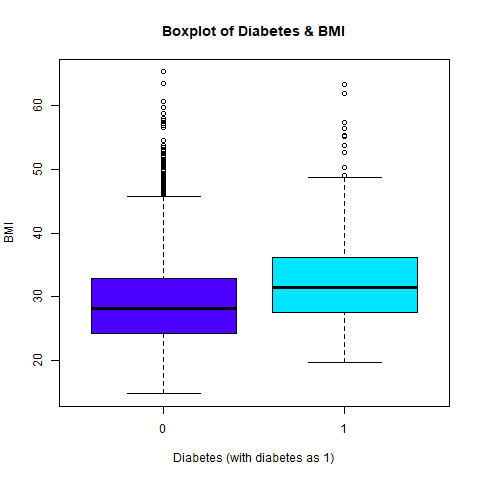 Boxplot of Diabetes & BMI
BMI
60
50
40
30
20
0
1
Diabetes (with diabetes as 1)